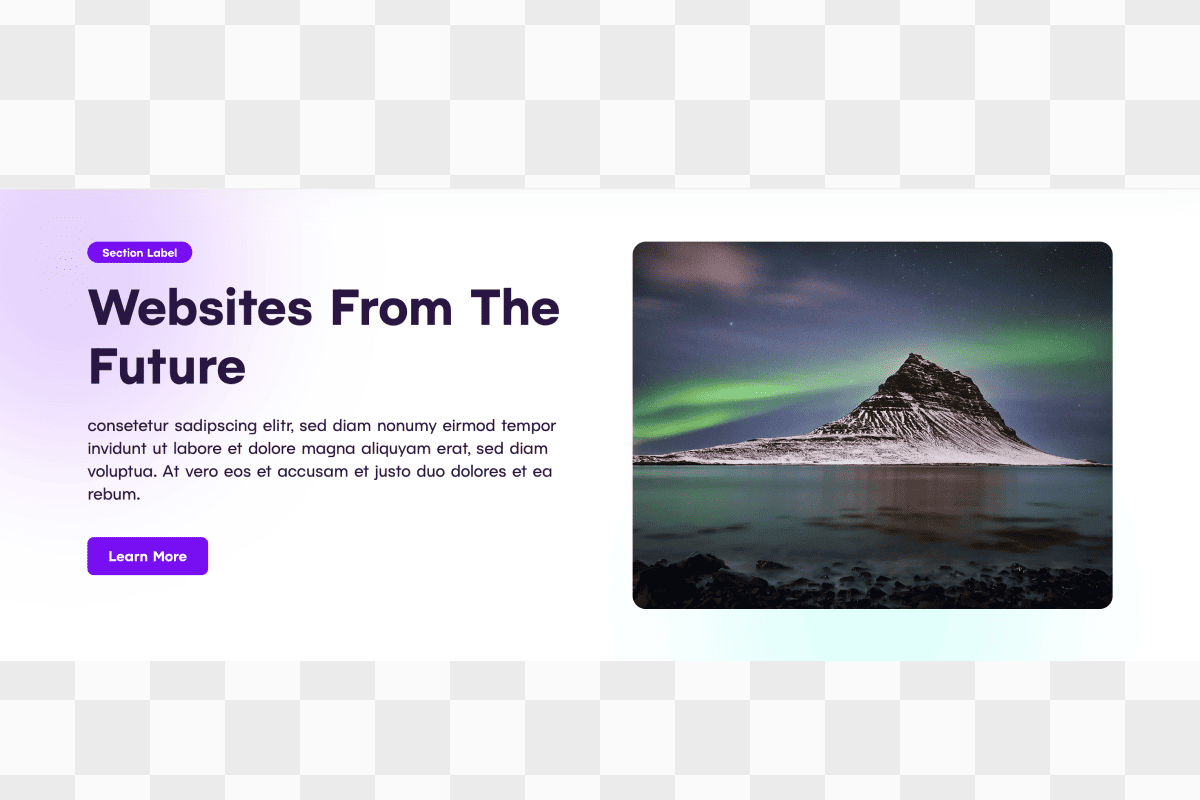 Section Label
Websites From The
Future
consetetur sadipscing elitr, sed diam nonumy eirmod tempor
invidunt ut labore et dolore magna aliquyam erat, sed diam
voluptua. At vero eos et accusam et justo duo dolores et ea
rebum.
Learn More